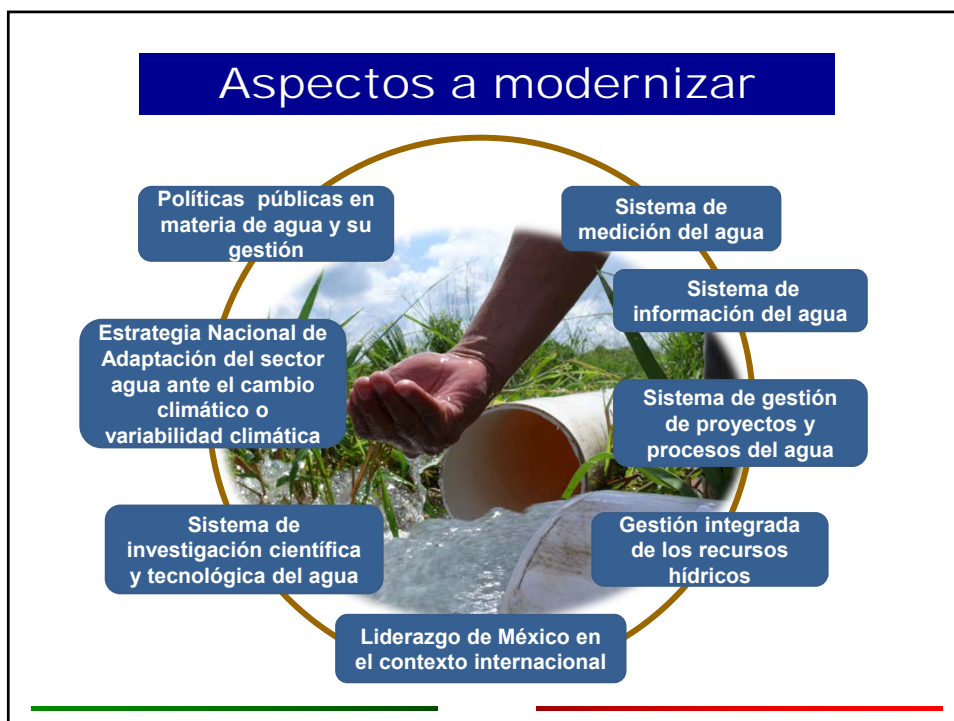 Aspectos a modernizar
Políticas públicas en
materia de agua y su
gestión
Sistema de
medición del agua
Sistema de
información del agua
Estrategia Nacional de
Adaptación del sector
agua ante el cambio
climático o
variabilidad climática
Sistema de gestión
de proyectos y
procesos del agua
Sistema de
investigación científica
y tecnológica del agua
Gestión integrada
de los recursos
hídricos
Liderazgo de México en
el contexto internacional